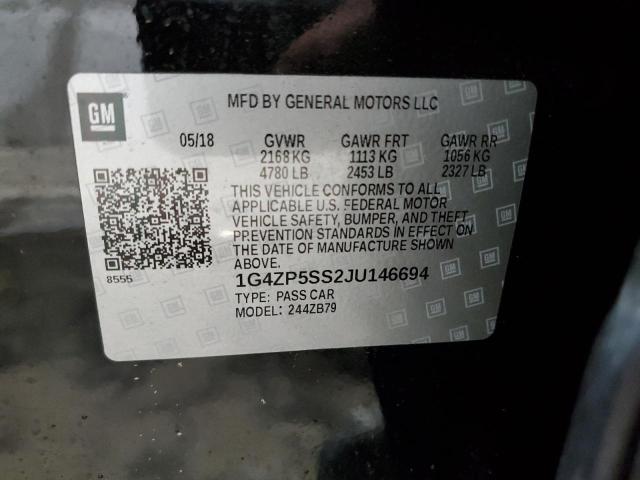 GM
MFD BY GENERAL MOTORS LLC
05/18 GVWR GAWR FRT GAWR RR
2168 KG 1113 KG 1056 KG
4780 LB 2453 LB 2327 LB
THIS VEHICLE CONFORMS TO ALL
APPLICABLE U.S. FEDERAL MOTOR
VEHICLE SAFETY, BUMPER, AND THEFT
PREVENTION STANDARDS IN EFFECT ON
THE DATE OF MANUFACTURE SHOWN
ABOVE.
8555
1G4ZP5SS2JU146694
TYPE: PASS CAR
MODEL: 244ZB79